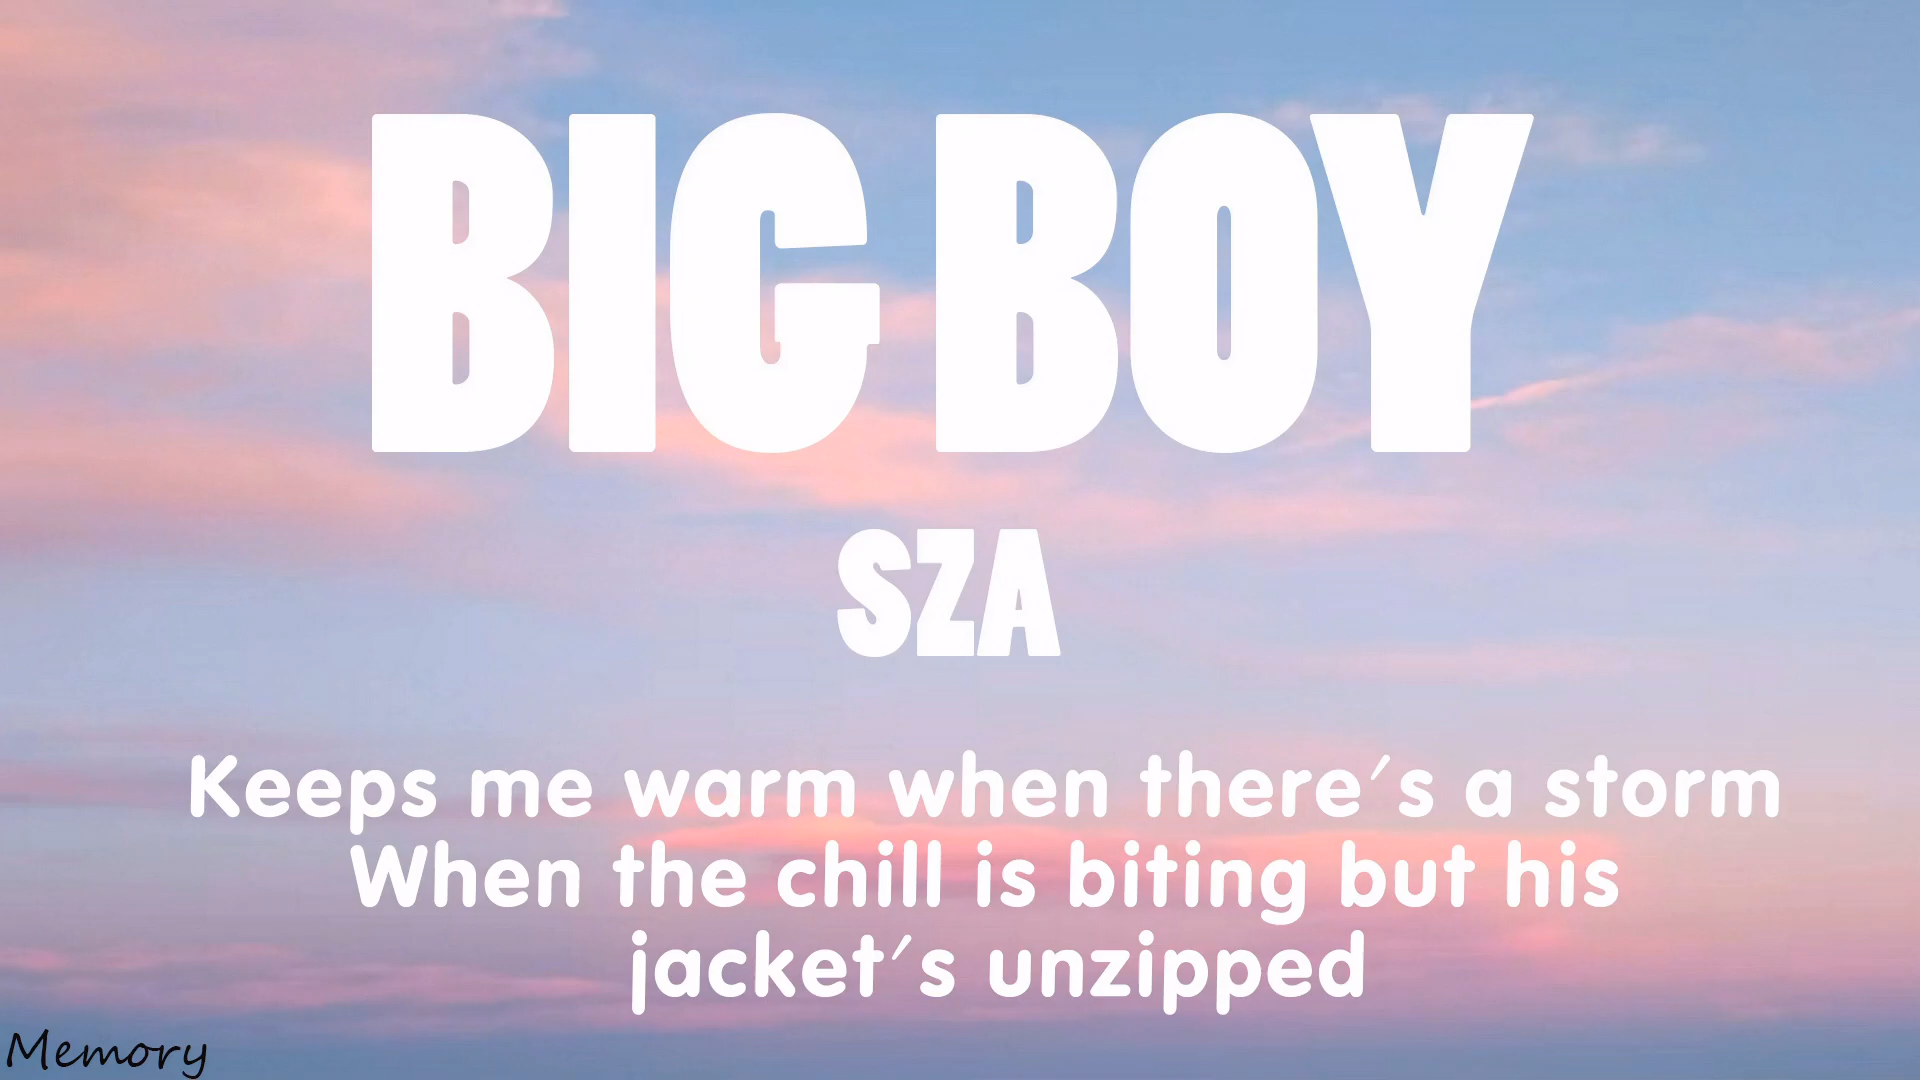 BIG BOY
SZA
Keeps me warm when there's a storm
When the chill is biting but his
jacket's unzipped
Memory